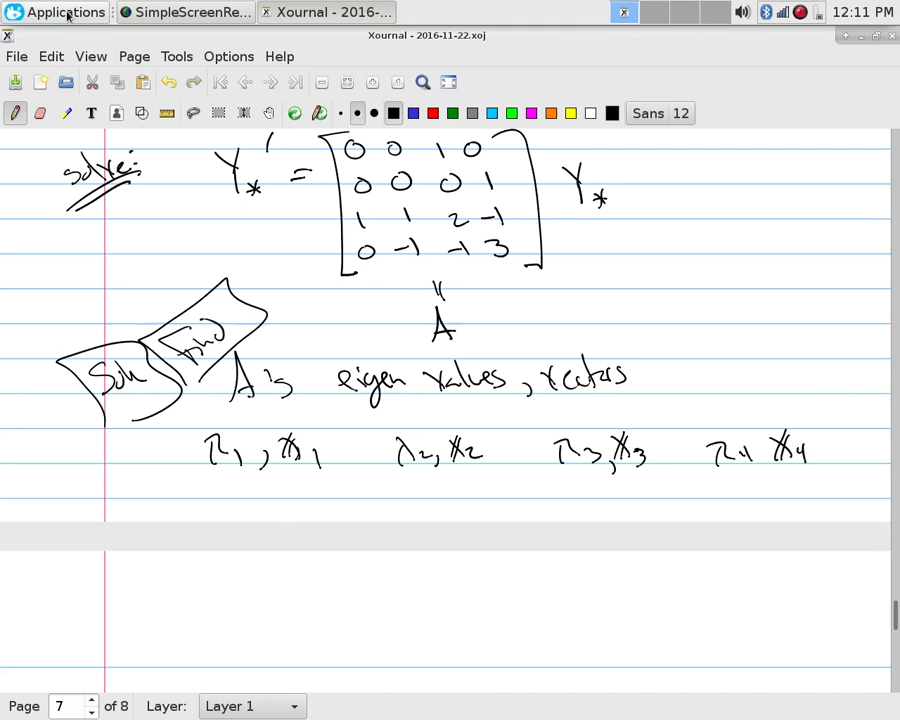 Applications SimpleScreenRe... Xournal - 2016-... 12:11 PM
Xournal - 2016-11-22.xoj
File Edit View Page Tools Options Help
Sans 12
solve: Y*' = [0 0 1 0
0 0 0 1
1 1 2 -1
0 -1 -1 3] Y*
= A
Soln Find A's eigen values, vectors
λ1, X1 λ2, X2 λ3, X3 λ4 X4
Page 7 of 8 Layer: Layer 1